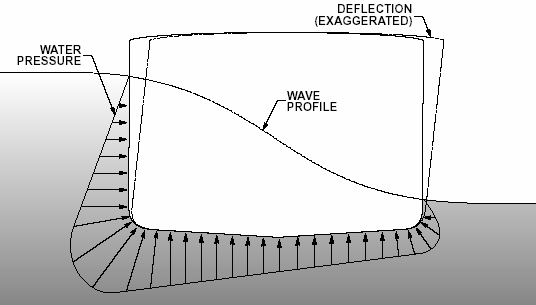 DEFLECTION
(EXAGGERATED)
WATER
PRESSURE
WAVE
PROFILE